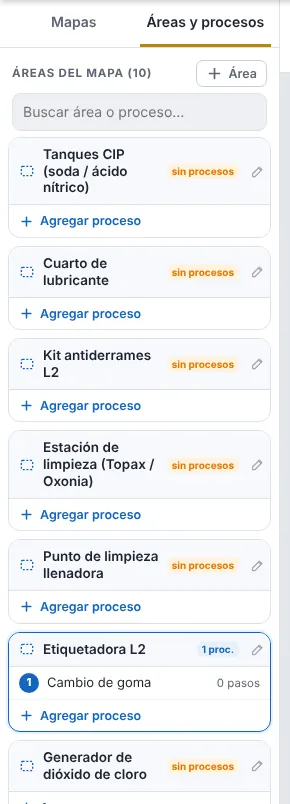 Mapas Áreas y procesos
ÁREAS DEL MAPA (10) + Área
Buscar área o proceso...
Tanques CIP
(soda / ácido
nítrico)
sin procesos
+ Agregar proceso
Cuarto de
lubricante
sin procesos
+ Agregar proceso
Kit antiderrames
L2
sin procesos
+ Agregar proceso
Estación de
limpieza (Topax /
Oxonia)
sin procesos
+ Agregar proceso
Punto de limpieza
llenadora
sin procesos
+ Agregar proceso
Etiquetadora L2 1 proc.
1 Cambio de goma 0 pasos
+ Agregar proceso
Generador de
dióxido de cloro
sin procesos